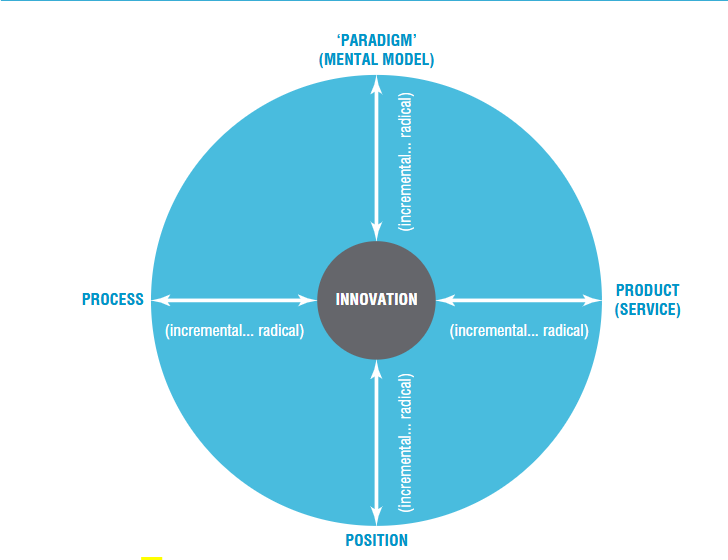 ‘PARADIGM’
(MENTAL MODEL)
(incremental... radical)
PROCESS
INNOVATION
PRODUCT
(SERVICE)
(incremental... radical)
(incremental... radical)
(incremental... radical)
POSITION